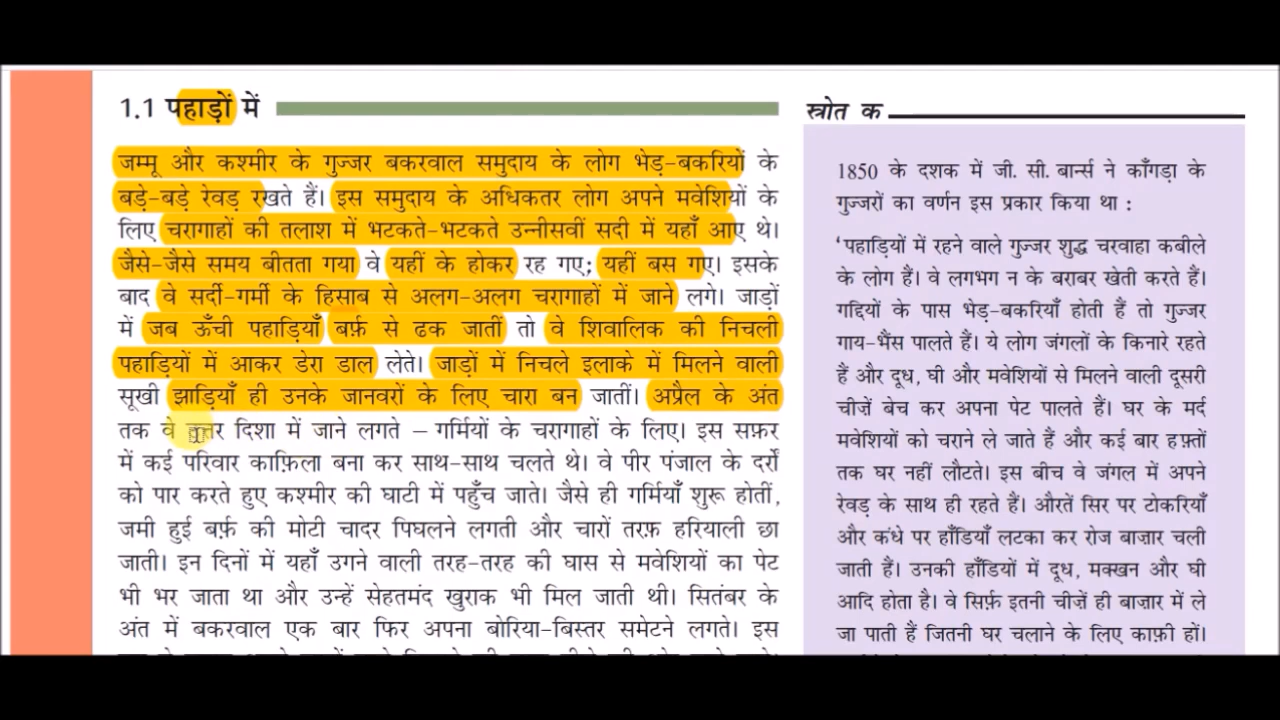 1.1 पहाड़ों में
जम्मू और कश्मीर के गुज्जर बकरवाल समुदाय के लोग भेड़-बकरियों के
बड़े-बड़े रेवड़ रखते हैं। इस समुदाय के अधिकतर लोग अपने मवेशियों के
लिए चरागाहों की तलाश में भटकते-भटकते उन्नीसवीं सदी में यहाँ आए थे।
जैसे-जैसे समय बीतता गया वे यहीं के होकर रह गए; यहीं बस गए। इसके
बाद वे सर्दी-गर्मी के हिसाब से अलग-अलग चरागाहों में जाने लगे। जाड़ों
में जब ऊँची पहाड़ियाँ बर्फ़ से ढक जातीं तो वे शिवालिक की निचली
पहाड़ियों में आकर डेरा डाल लेते। जाड़ों में निचले इलाके में मिलने वाली
सूखी झाड़ियाँ ही उनके जानवरों के लिए चारा बन जातीं। अप्रैल के अंत
तक वे उत्तर दिशा में जाने लगते – गर्मियों के चरागाहों के लिए। इस सफ़र
में कई परिवार काफ़िला बना कर साथ-साथ चलते थे। वे पीर पंजाल के दर्रों
को पार करते हुए कश्मीर की घाटी में पहुँच जाते। जैसे ही गर्मियाँ शुरू होतीं,
जमी हुई बर्फ़ की मोटी चादर पिघलने लगती और चारों तरफ़ हरियाली छा
जाती। इन दिनों में यहाँ उगने वाली तरह-तरह की घास से मवेशियों का पेट
भी भर जाता था और उन्हें सेहतमंद खुराक भी मिल जाती थी। सितंबर के
अंत में बकरवाल एक बार फिर अपना बोरिया-बिस्तर समेटने लगते। इस
स्त्रोत क
1850 के दशक में जी. सी. बार्न्स ने काँगड़ा के
गुज्जरों का वर्णन इस प्रकार किया था :
‘पहाड़ियों में रहने वाले गुज्जर शुद्ध चरवाहा कबीले
के लोग हैं। वे लगभग न के बराबर खेती करते हैं।
गद्दियों के पास भेड़-बकरियाँ होती हैं तो गुज्जर
गाय-भैंस पालते हैं। ये लोग जंगलों के किनारे रहते
हैं और दूध, घी और मवेशियों से मिलने वाली दूसरी
चीज़ें बेच कर अपना पेट पालते हैं। घर के मर्द
मवेशियों को चराने ले जाते हैं और कई बार हफ़्तों
तक घर नहीं लौटते। इस बीच वे जंगल में अपने
रेवड़ के साथ ही रहते हैं। औरतें सिर पर टोकरियाँ
और कंधे पर हाँडियाँ लटका कर रोज बाज़ार चली
जाती हैं। उनकी हाँडियों में दूध, मक्खन और घी
आदि होता है। वे सिर्फ़ इतनी चीज़ें ही बाज़ार में ले
जा पाती हैं जितनी घर चलाने के लिए काफ़ी हों।